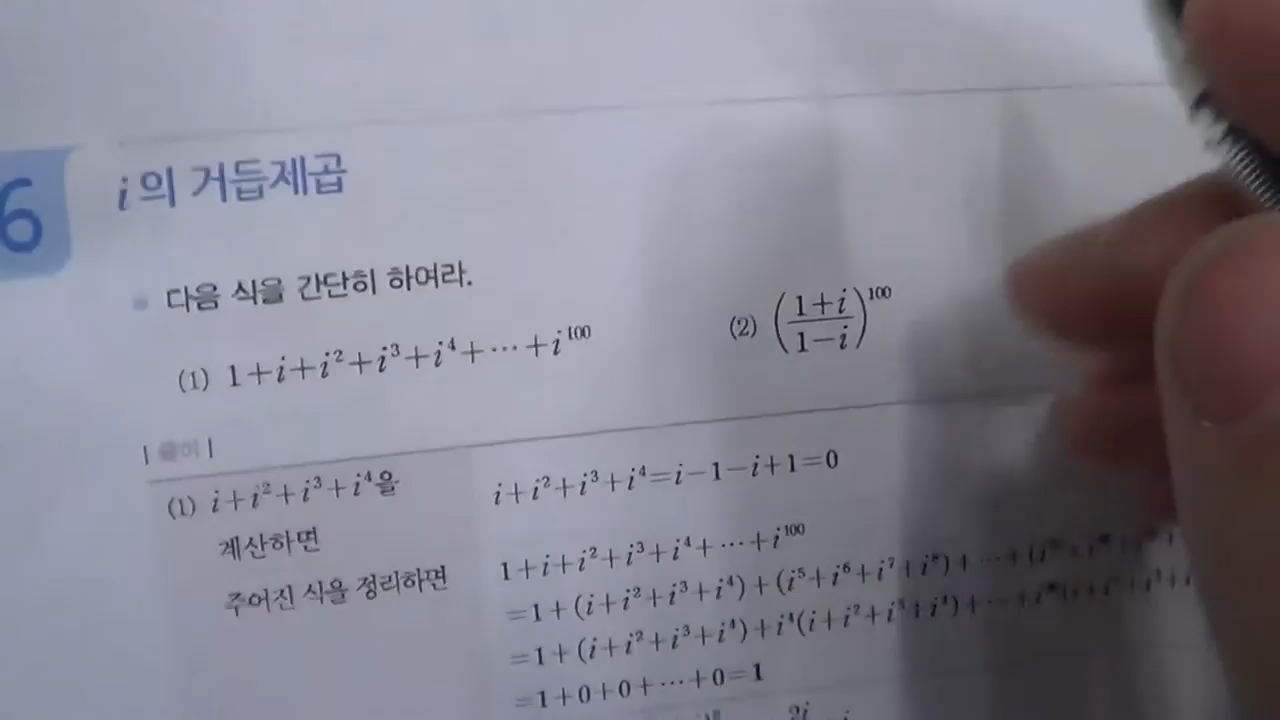 6
i의 거듭제곱
다음 식을 간단히 하여라.
(1) 1+i+i²+i³+i⁴+⋯+i¹⁰⁰
(2) ((1+i)/(1−i))¹⁰⁰
| 풀이 |
(1) i+i²+i³+i⁴을
계산하면
주어진 식을 정리하면
i+i²+i³+i⁴=i−1−i+1=0
1+i+i²+i³+i⁴+⋯+i¹⁰⁰
=1+(i+i²+i³+i⁴)+(i⁵+i⁶+i⁷+i⁸)+⋯+
=1+(i+i²+i³+i⁴)+i⁴(i+i²+i³+i⁴)+⋯+
=1+0+0+⋯+0=1
2i